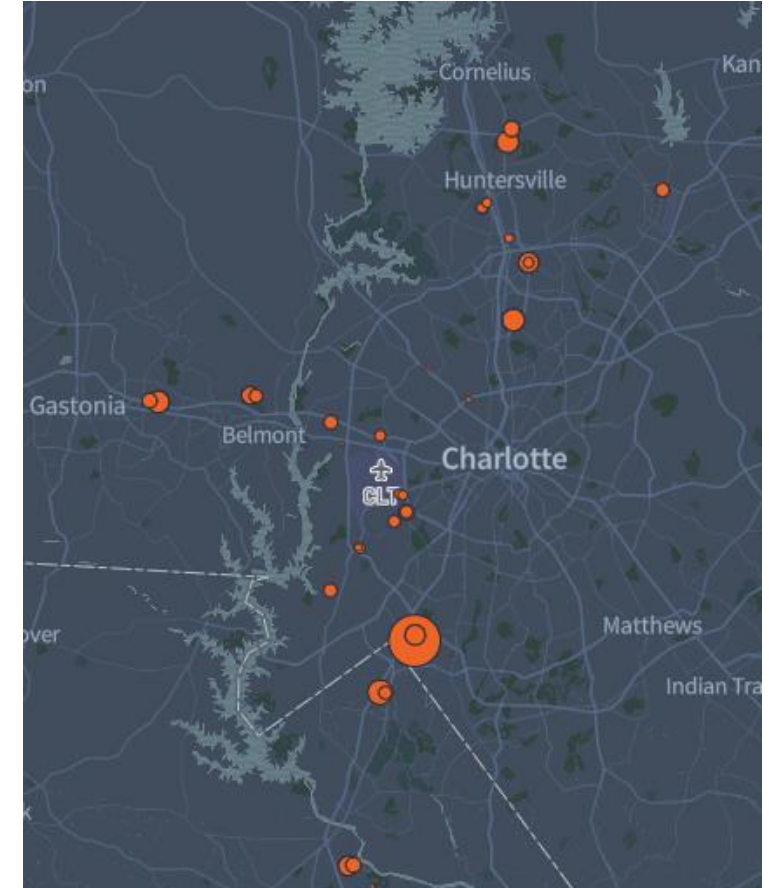 Cornelius
Kan
on
Huntersville
Gastonia
Belmont
Charlotte
CLT
Matthews
over
Indian Tra